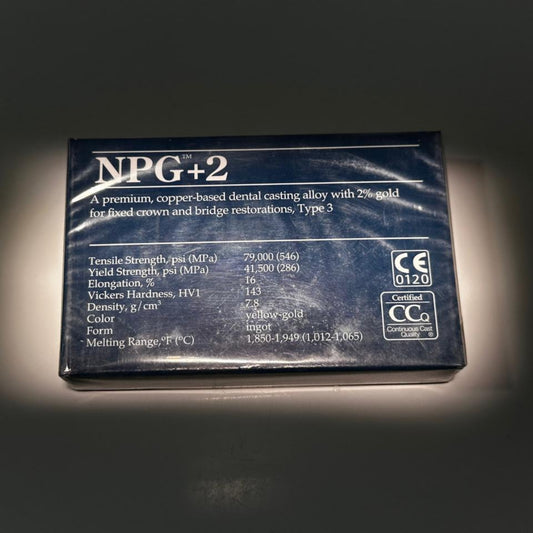 NPG™+2
A premium, copper-based dental casting alloy with 2% gold
for fixed crown and bridge restorations, Type 3
Tensile Strength, psi (MPa) 79,000 (546)
Yield Strength, psi (MPa) 41,500 (286)
Elongation, % 16
Vickers Hardness, HV1 143
Density, g/cm³ 7.8
Color yellow-gold
Form ingot
Melting Range,ºF (ºC) 1,850-1,949 (1,012-1,065)
CE
0120
Certified
CCQ
Continuous Cast
Quality ®